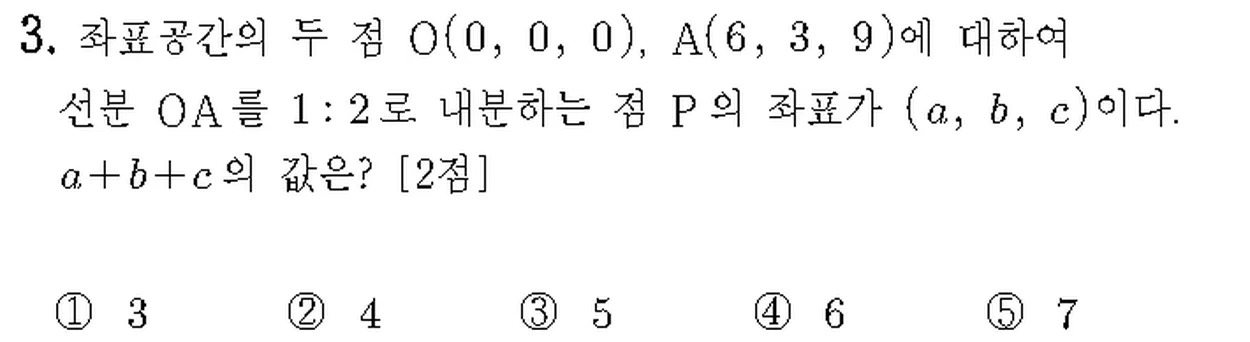 3. 좌표공간의 두 점 O(0, 0, 0), A(6, 3, 9)에 대하여
선분 OA를 1 : 2로 내분하는 점 P의 좌표가 (a, b, c)이다.
a+b+c의 값은? [2점]
① 3 ② 4 ③ 5 ④ 6 ⑤ 7